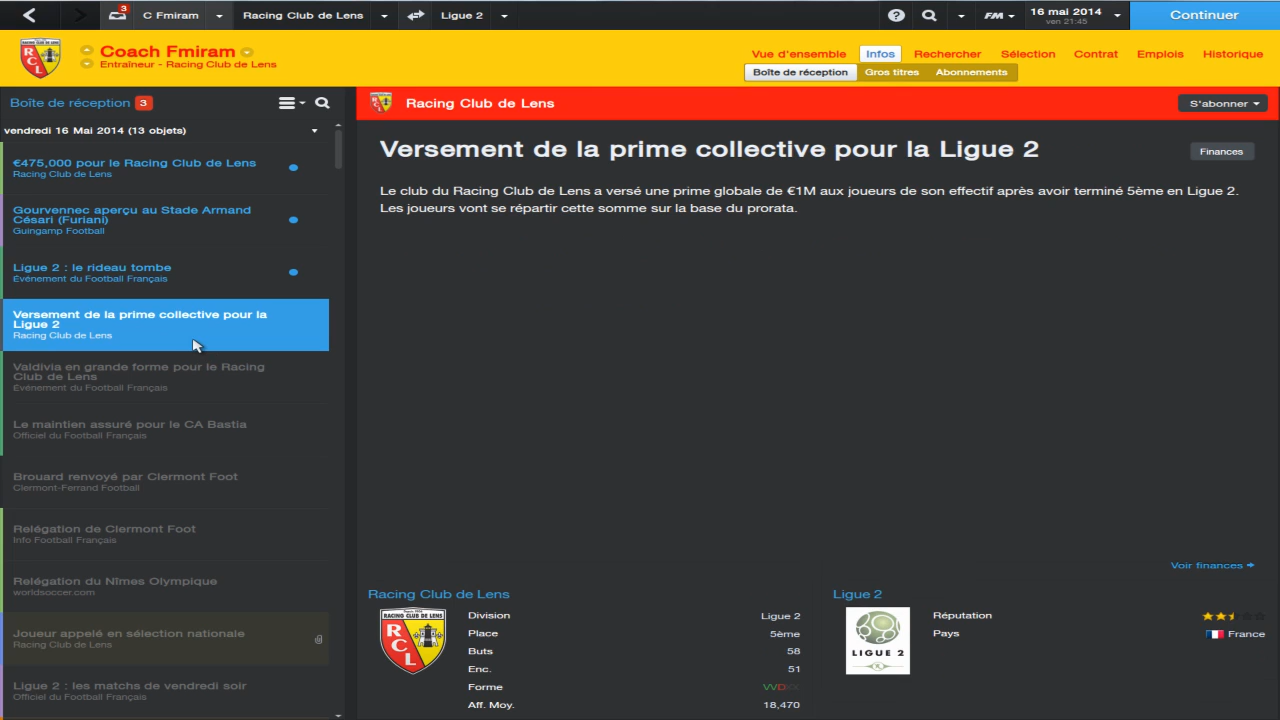 3
C Fmiram
Racing Club de Lens
Ligue 2
FM
16 mai 2014
ven 21:45
Continuer
Coach Fmiram
Entraîneur - Racing Club de Lens
Vue d'ensemble
Infos
Rechercher
Sélection
Contrat
Emplois
Historique
Boîte de réception
Gros titres
Abonnements
Boîte de réception 3
Racing Club de Lens
S'abonner
vendredi 16 Mai 2014 (13 objets)
€475,000 pour le Racing Club de Lens
Racing Club de Lens
Gourvennec aperçu au Stade Armand
Césari (Furiani)
Guingamp Football
Ligue 2 : le rideau tombe
Événement du Football Français
Versement de la prime collective pour la
Ligue 2
Racing Club de Lens
Valdivia en grande forme pour le Racing
Club de Lens
Événement du Football Français
Le maintien assuré pour le CA Bastia
Officiel du Football Français
Brouard renvoyé par Clermont Foot
Clermont-Ferrand Football
Relégation de Clermont Foot
Info Football Français
Relégation du Nîmes Olympique
worldsoccer.com
Joueur appelé en sélection nationale
Racing Club de Lens
Ligue 2 : les matchs de vendredi soir
Officiel du Football Français
Versement de la prime collective pour la Ligue 2
Finances
Le club du Racing Club de Lens a versé une prime globale de €1M aux joueurs de son effectif après avoir terminé 5ème en Ligue 2.
Les joueurs vont se répartir cette somme sur la base du prorata.
Voir finances
Racing Club de Lens
RACING CLUB DE LENS
RCL
Division Ligue 2
Place 5ème
Buts 58
Enc. 51
Forme VVD
Aff. Moy. 18,470
Ligue 2
LIGUE 2
Réputation
Pays France